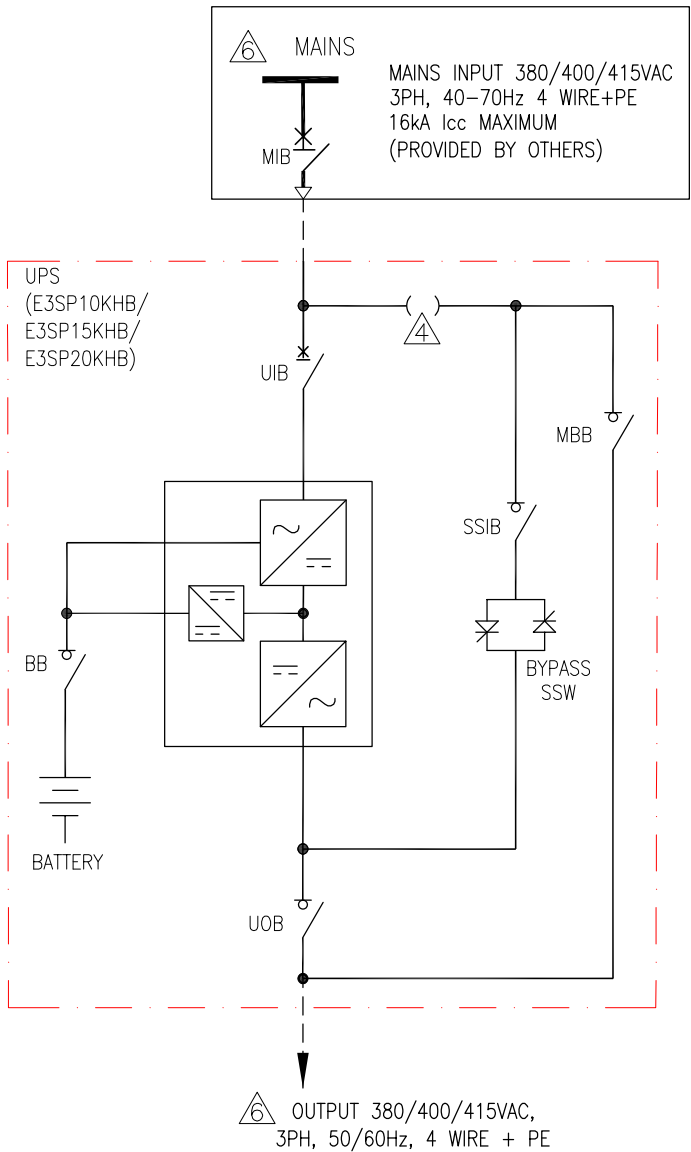 6 MAINS
MAINS INPUT 380/400/415VAC
3PH, 40-70Hz 4 WIRE+PE
16kA Icc MAXIMUM
(PROVIDED BY OTHERS)
MIB
UPS
(E3SP10KHB/
E3SP15KHB/
E3SP20KHB)
4
UIB
MBB
SSIB
BB
BYPASS
SSW
BATTERY
UOB
6 OUTPUT 380/400/415VAC,
3PH, 50/60Hz, 4 WIRE + PE